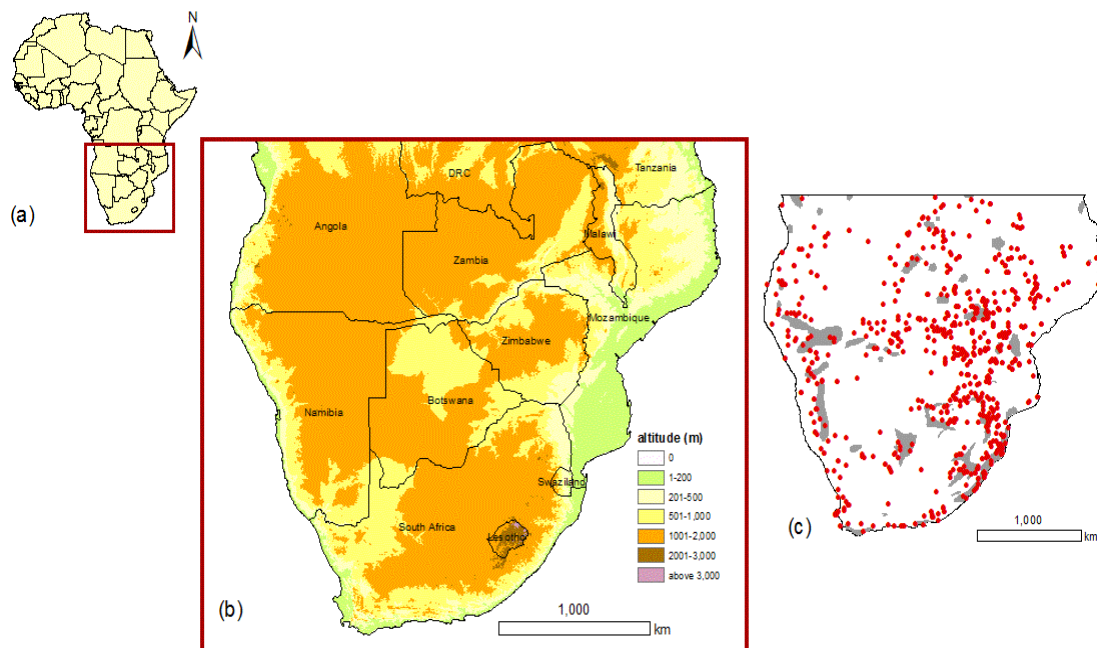 N
(a)
DRC
Tanzania
Angola
Malawi
Zambia
Mozambique
Zimbabwe
Botswana
Namibia
Swaziland
South Africa
Lesotho
altitude (m)
0
1-200
201-500
501-1,000
1001-2,000
2001-3,000
above 3,000
(b)
1,000
km
(c)
1,000
km